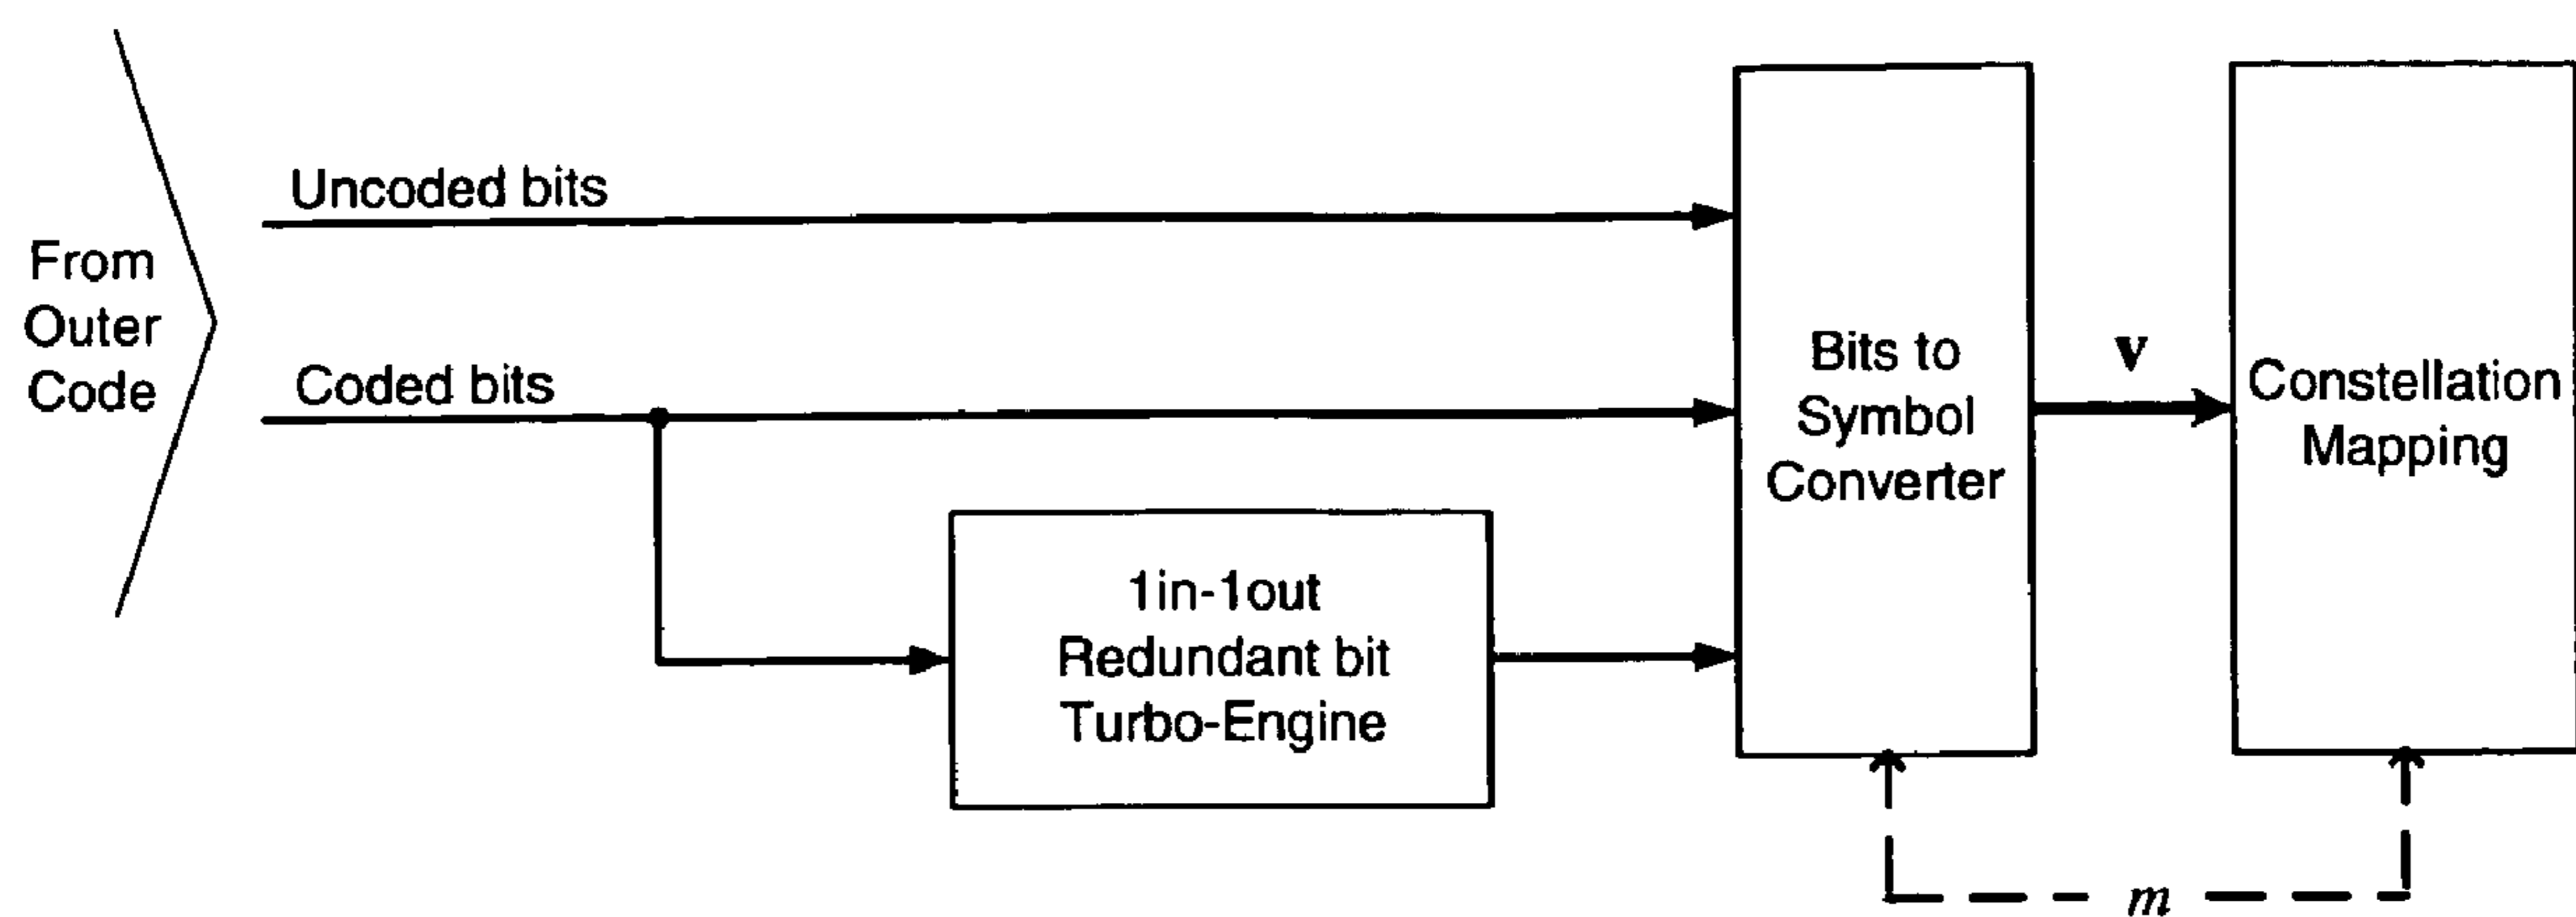 From
Outer
Code
Uncoded bits
Coded bits
1in-1out
Redundant bit
Turbo-Engine
Bits to
Symbol
Converter
v
Constellation
Mapping
m